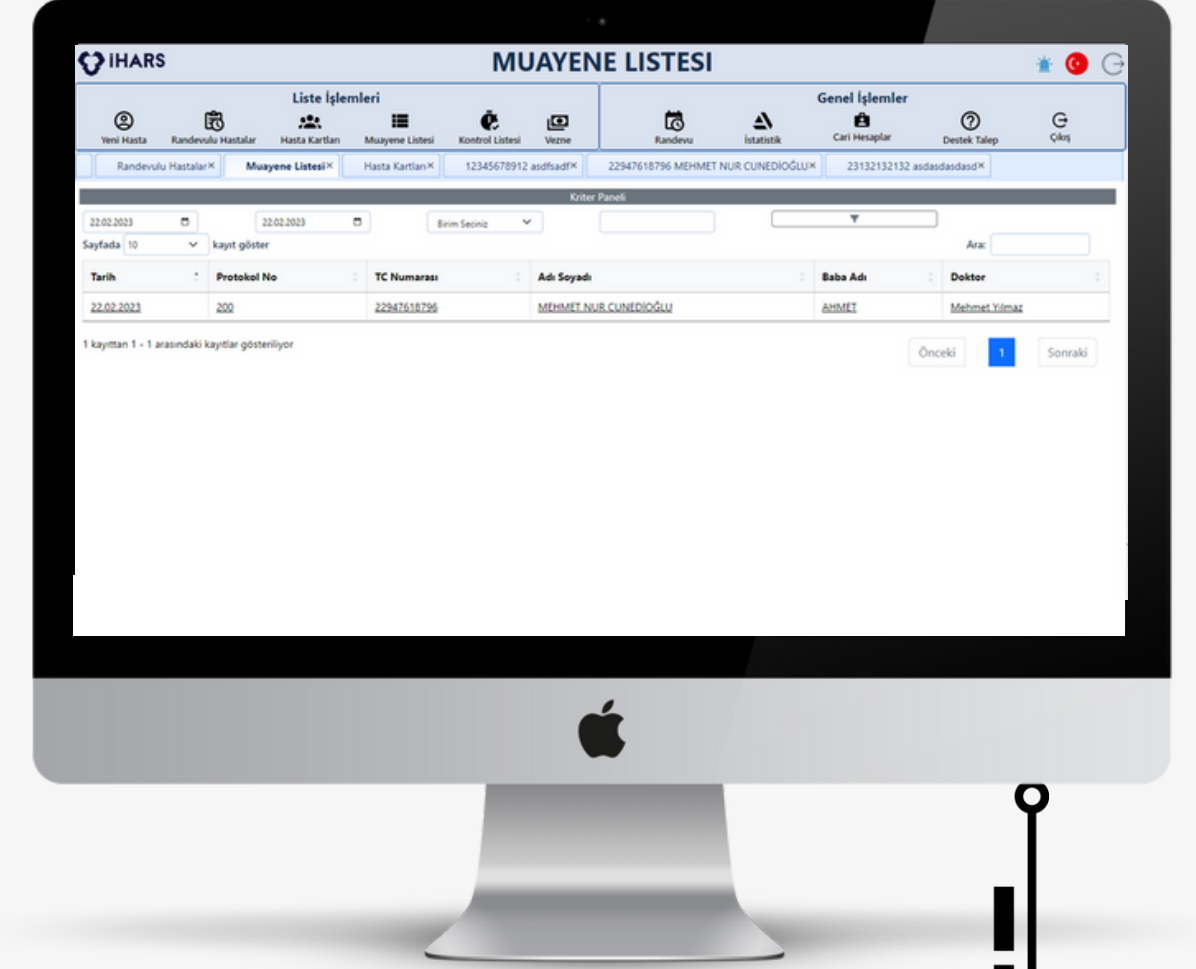 iHARS
MUAYENE LISTESI
Liste İşlemleri
Genel İşlemler
Yeni Hasta Randevulu Hastalar Hasta Kartları Muayene Listesi Kontrol Listesi Vezne Randevu İstatistik Cari Hesaplar Destek Talep Çıkış
Randevulu Hastalar× Muayene Listesi× Hasta Kartları× 12345678912 asdfsadf× 22947618796 MEHMET NUR CUNEDİOĞLU× 23132132132 asdasdasdasd×
Kriter Paneli
22.02.2023 22.02.2023 Birim Seciniz
Sayfada 10 kayıt göster Ara:
Tarih Protokol No TC Numarası Adı Soyadı Baba Adı Doktor
22.02.2023 200 22947618796 MEHMET NUR CUNEDİOĞLU AHMET Mehmet Yılmaz
1 kayıttan 1 - 1 arasındaki kayıtlar gösteriliyor
Önceki 1 Sonraki